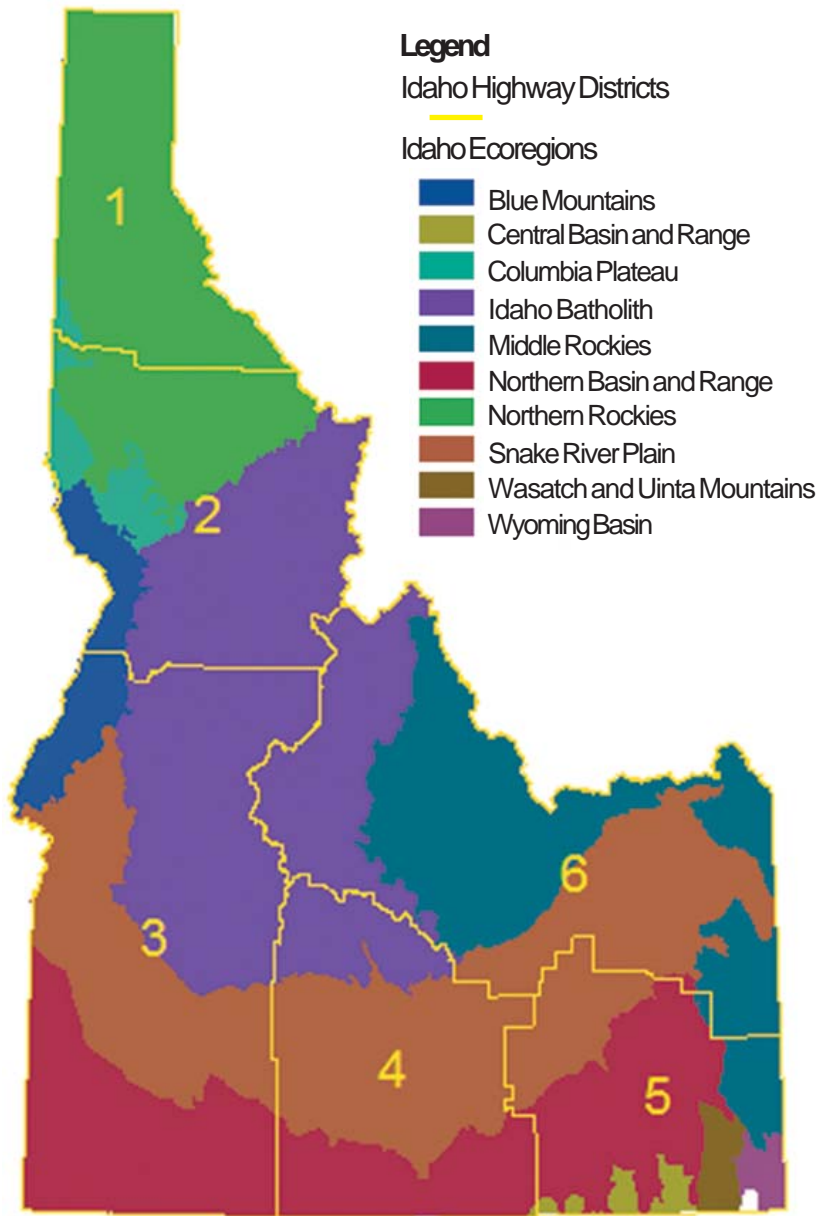 Legend
Idaho Highway Districts
Idaho Ecoregions
Blue Mountains
Central Basin and Range
Columbia Plateau
Idaho Batholith
Middle Rockies
Northern Basin and Range
Northern Rockies
Snake River Plain
Wasatch and Uinta Mountains
Wyoming Basin
1
2
3
4
5
6